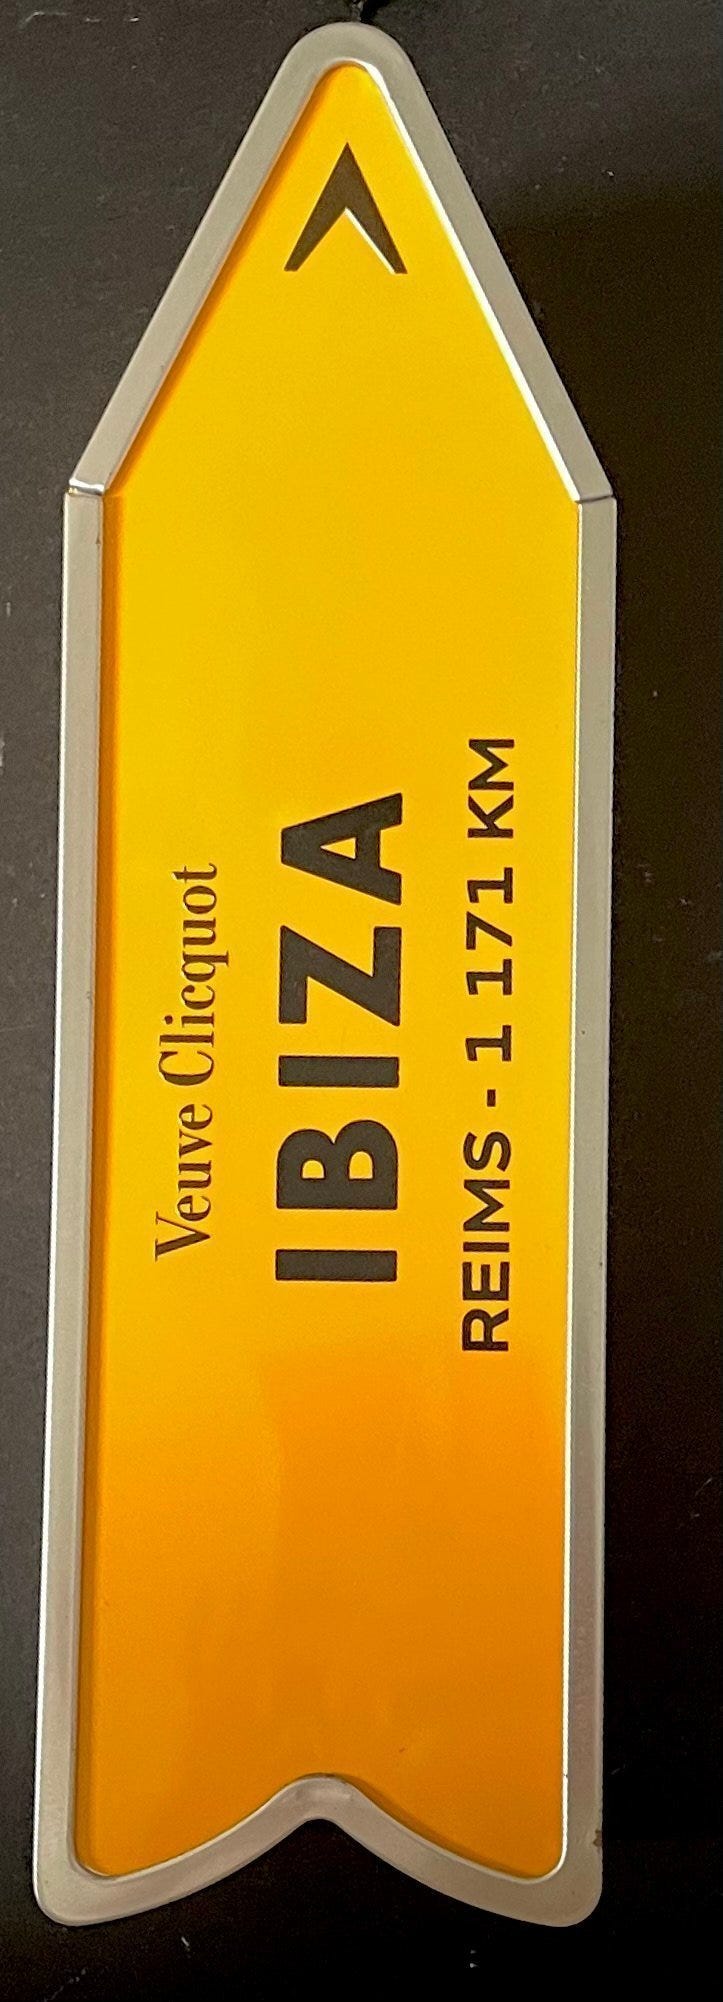 Veuve Clicquot
IBIZA
REIMS - 1 171 KM